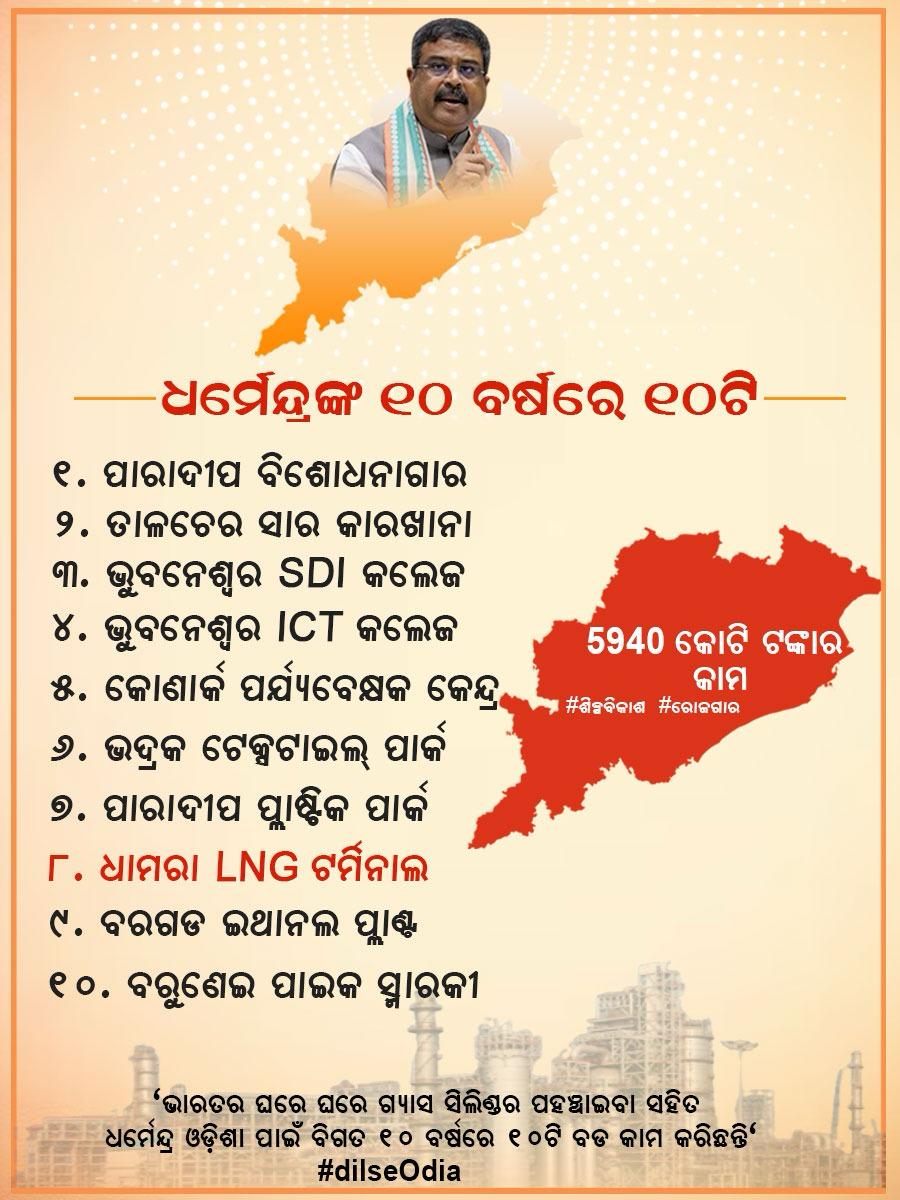 ଧର୍ମେନ୍ଦ୍ରଙ୍କ ୧୦ ବର୍ଷରେ ୧୦ଟି
୧. ପାରାଦୀପ ବିଶୋଧନାଗାର
୨. ତାଳଚେର ସାର କାରଖାନା
୩. ଭୁବନେଶ୍ୱର SDI କଲେଜ
୪. ଭୁବନେଶ୍ୱର ICT କଲେଜ
୫. କୋଣାର୍କ ପର୍ଯ୍ୟବେକ୍ଷକ କେନ୍ଦ୍ର
୬. ଭଦ୍ରକ ଟେକ୍ସଟାଇଲ୍ ପାର୍କ
୭. ପାରାଦୀପ ପ୍ଲାଷ୍ଟିକ ପାର୍କ
୮. ଧାମରା LNG ଟର୍ମିନାଲ
୯. ବରଗଡ ଇଥାନଲ ପ୍ଲାଣ୍ଟ
୧୦. ବରୁଣେଇ ପାଇକ ସ୍ମାରକୀ
5940 କୋଟି ଟଙ୍କାର
କାମ
#ଶିଳ୍ପବିକାଶ #ରୋଜଗାର
‘ଭାରତର ଘରେ ଘରେ ଗ୍ୟାସ ସିଲିଣ୍ଡର ପହଞ୍ଚାଇବା ସହିତ
ଧର୍ମେନ୍ଦ୍ର ଓଡ଼ିଶା ପାଇଁ ବିଗତ ୧୦ ବର୍ଷରେ ୧୦ଟି ବଡ କାମ କରିଛନ୍ତି‘
#dilseOdia